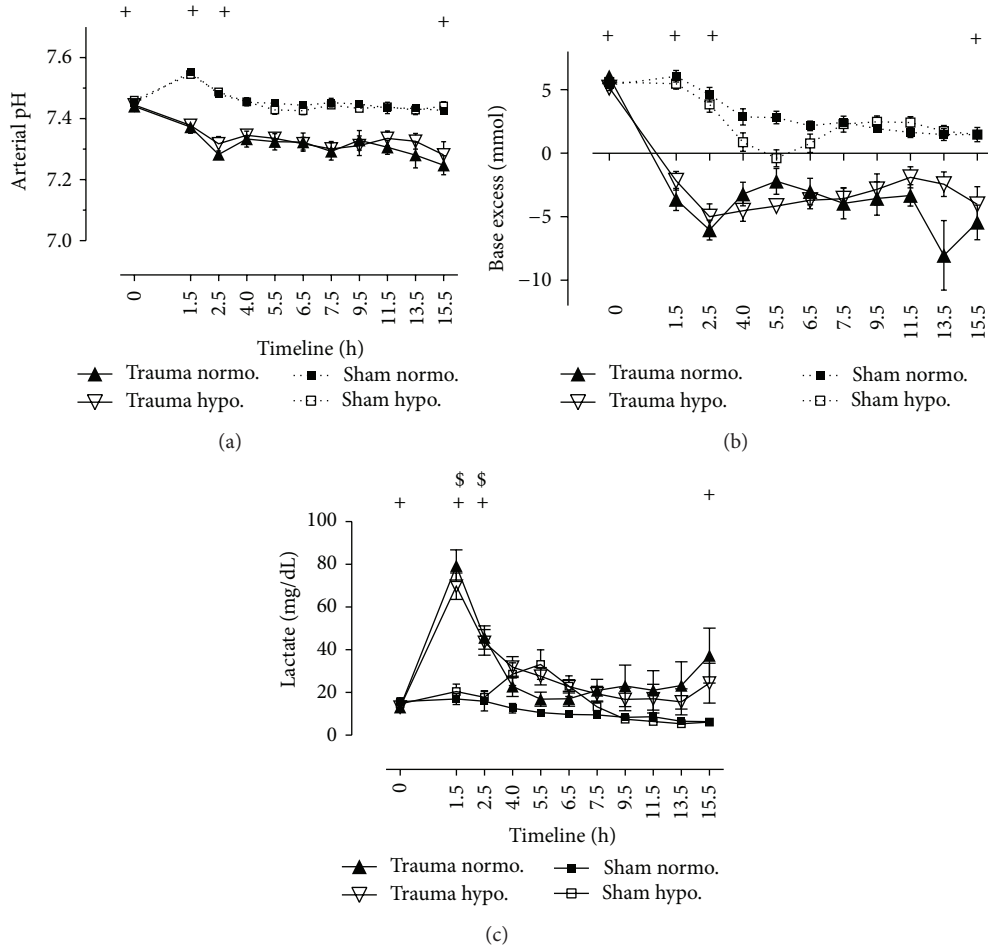 + + + +
7.6
7.4
7.2
7.0
Arterial pH
0 1.5 2.5 4.0 5.5 6.5 7.5 9.5 11.5 13.5 15.5
Timeline (h)
Trauma normo. Sham normo.
Trauma hypo. Sham hypo.
(a)
+ + + +
5
0
−5
−10
Base excess (mmol)
0 1.5 2.5 4.0 5.5 6.5 7.5 9.5 11.5 13.5 15.5
Trauma normo. Sham normo.
Trauma hypo. Sham hypo.
(b)
$ $
+ + + +
100
80
60
40
20
0
Lactate (mg/dL)
0 1.5 2.5 4.0 5.5 6.5 7.5 9.5 11.5 13.5 15.5
Timeline (h)
Trauma normo. Sham normo.
Trauma hypo. Sham hypo.
(c)